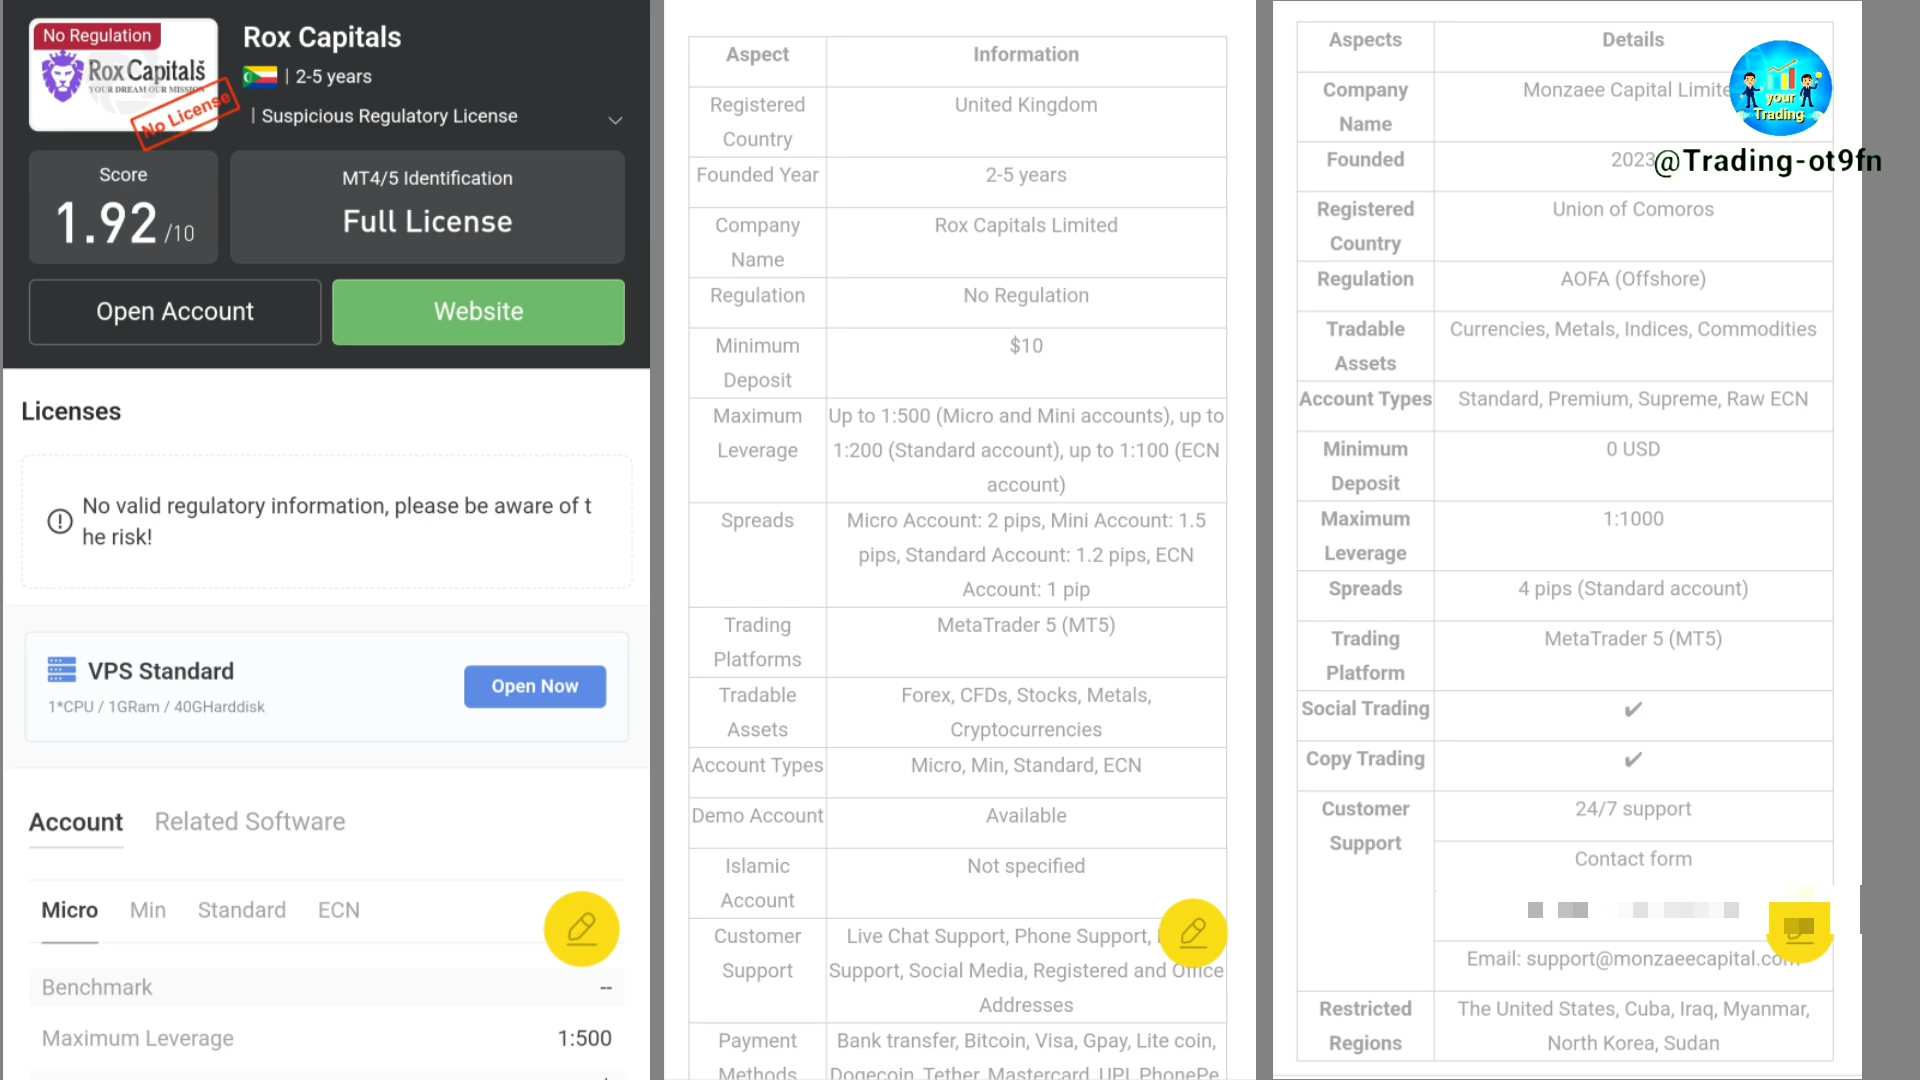 No Regulation
Rox Capitals
YOUR DREAM OUR MISSION
No License
Rox Capitals
| 2-5 years
| Suspicious Regulatory License
Score
1.92 /10
MT4/5 Identification
Full License
Open Account
Website
Licenses
No valid regulatory information, please be aware of t
he risk!
VPS Standard
1*CPU / 1GRam / 40GHarddisk
Open Now
Account Related Software
Micro Min Standard ECN
Benchmark --
Maximum Leverage 1:500
Aspect Information
Registered Country United Kingdom
Founded Year 2-5 years
Company Name Rox Capitals Limited
Regulation No Regulation
Minimum Deposit $10
Maximum Leverage Up to 1:500 (Micro and Mini accounts), up to
1:200 (Standard account), up to 1:100 (ECN
account)
Spreads Micro Account: 2 pips, Mini Account: 1.5
pips, Standard Account: 1.2 pips, ECN
Account: 1 pip
Trading Platforms MetaTrader 5 (MT5)
Tradable Assets Forex, CFDs, Stocks, Metals,
Cryptocurrencies
Account Types Micro, Min, Standard, ECN
Demo Account Available
Islamic Account Not specified
Customer Support Live Chat Support, Phone Support,
Support, Social Media, Registered and Office
Addresses
Payment Methods Bank transfer, Bitcoin, Visa, Gpay, Lite coin,
Dogecoin, Tether, Mastercard, UPI, PhonePe
Aspects Details
Company Name Monzaee Capital Limite
Founded 2023
Registered Country Union of Comoros
Regulation AOFA (Offshore)
Tradable Assets Currencies, Metals, Indices, Commodities
Account Types Standard, Premium, Supreme, Raw ECN
Minimum Deposit 0 USD
Maximum Leverage 1:1000
Spreads 4 pips (Standard account)
Trading Platform MetaTrader 5 (MT5)
Social Trading ✔
Copy Trading ✔
Customer Support 24/7 support
Contact form
Email: support@monzaeecapital.com
Restricted Regions The United States, Cuba, Iraq, Myanmar,
North Korea, Sudan
your
Trading
@Trading-ot9fn